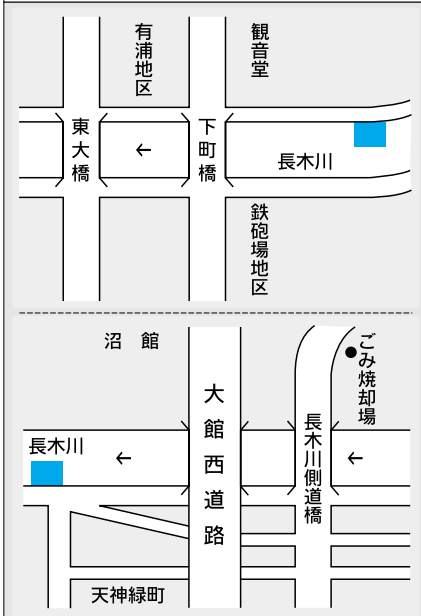 有浦地区
観音堂
東大橋
←
下町橋
長木川
鉄砲場地区
沼館
ごみ焼却場
大館西道路
長木川側道橋
長木川
←
←
天神緑町